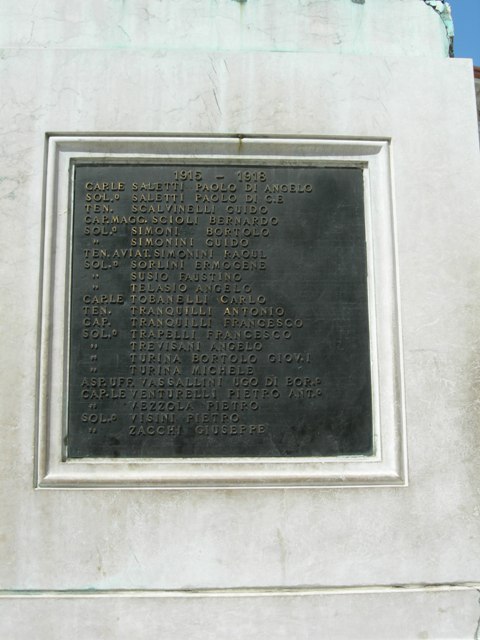 1915 - 1918
CAP.LE SALETTI PAOLO DI ANGELO
SOL.O SALETTI PAOLO DI G.B
TEN. SCALVINELLI GUIDO
CAP.MAGG. SCIOLI BERNARDO
SOL.O SIMONI BORTOLO
" SIMONINI GUIDO
TEN.AVIAT. SIMONINI RAOUL
SOL.O SORLINI ERMOGENE
" SUSIO FAUSTINO
" TELASIO ANGELO
CAP.LE TOBANELLI CARLO
TEN. TRANQUILLI ANTONIO
CAP. TRANQUILLI FRANCESCO
SOL.O TRAPELLI FRANCESCO
" TREVISANI ANGELO
" TURINA BORTOLO GIOV.I
" TURINA MICHELE
ASP.UFF. VASSALLINI UGO DI BOR.O
CAP.LE VENTURELLI PIETRO ANT.O
" VEZZOLA PIETRO
SOL.O VISINI PIETRO
" ZACCHI GIUSEPPE